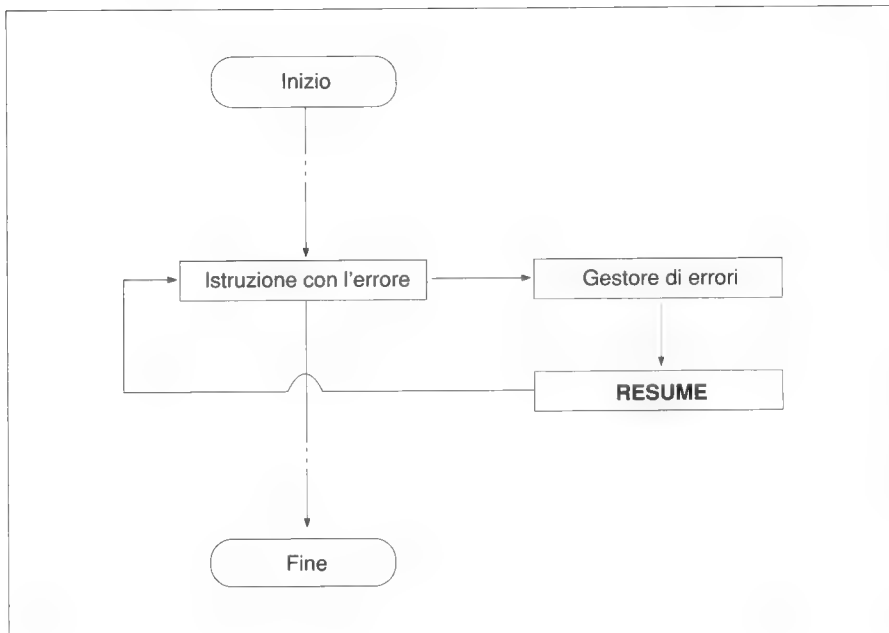 Inizio
Istruzione con l'errore
Gestore di errori
RESUME
Fine